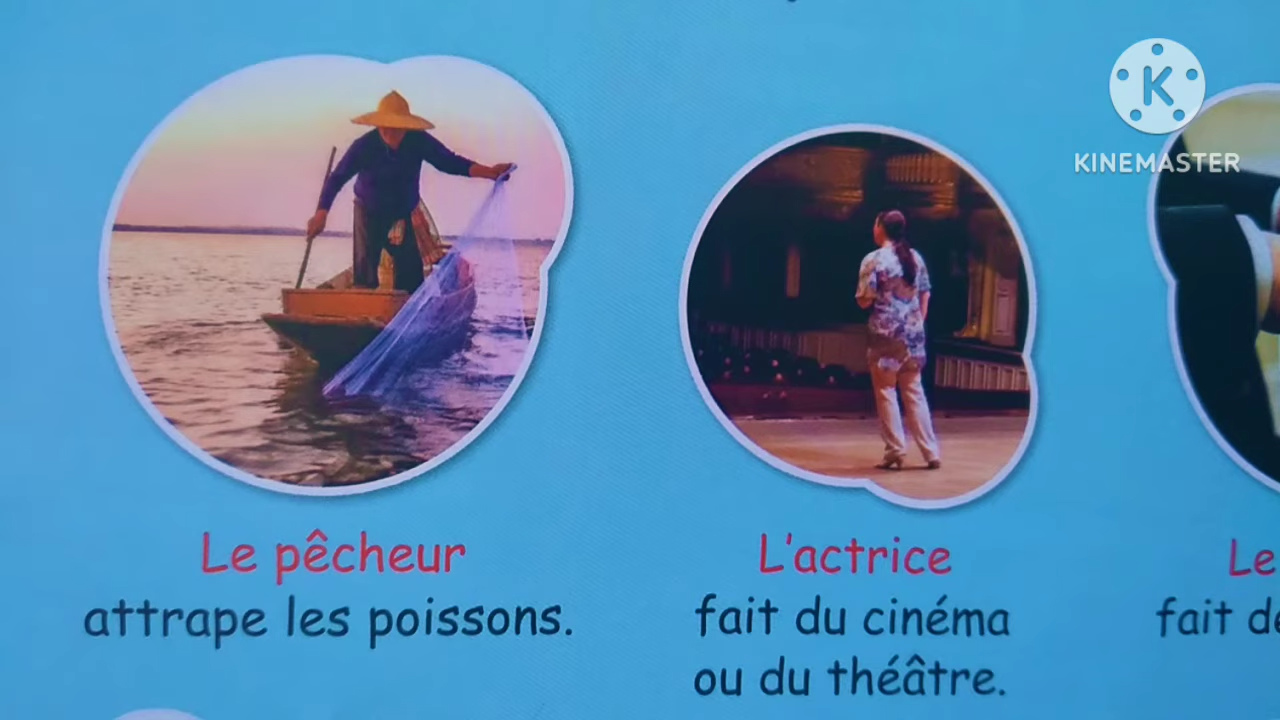 KINEMASTER
Le pêcheur
attrape les poissons.
L'actrice
fait du cinéma
ou du théâtre.
Le
fait de